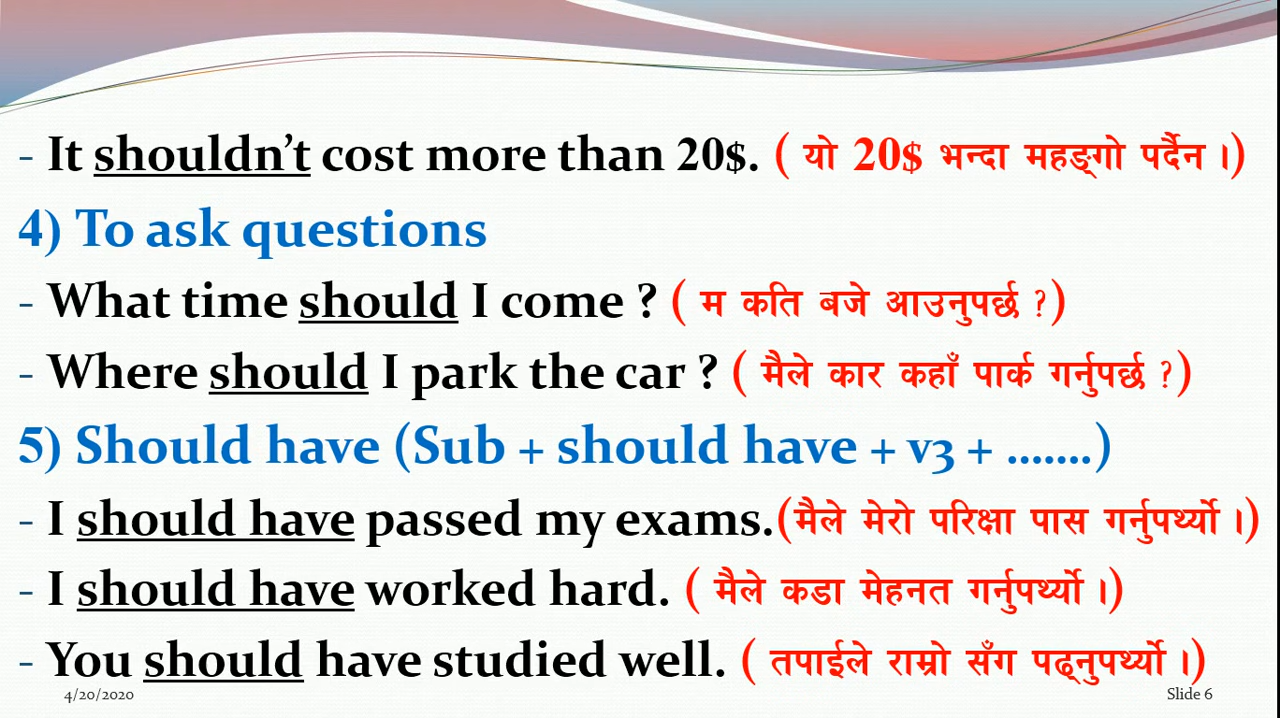 - It shouldn't cost more than 20$. ( यो 20$ भन्दा महङ्गो पर्दैन ।)
4) To ask questions
- What time should I come ? ( म कति बजे आउनुपर्छ ?)
- Where should I park the car ? ( मैले कार कहाँ पार्क गर्नुपर्छ ?)
5) Should have (Sub + should have + v3 + .......)
- I should have passed my exams.(मैले मेरो परिक्षा पास गर्नुपर्थ्यो ।)
- I should have worked hard. ( मैले कडा मेहनत गर्नुपर्थ्यो ।)
- You should have studied well. ( तपाईले राम्रो सँग पढ्नुपर्थ्यो ।)
4/20/2020 Slide 6